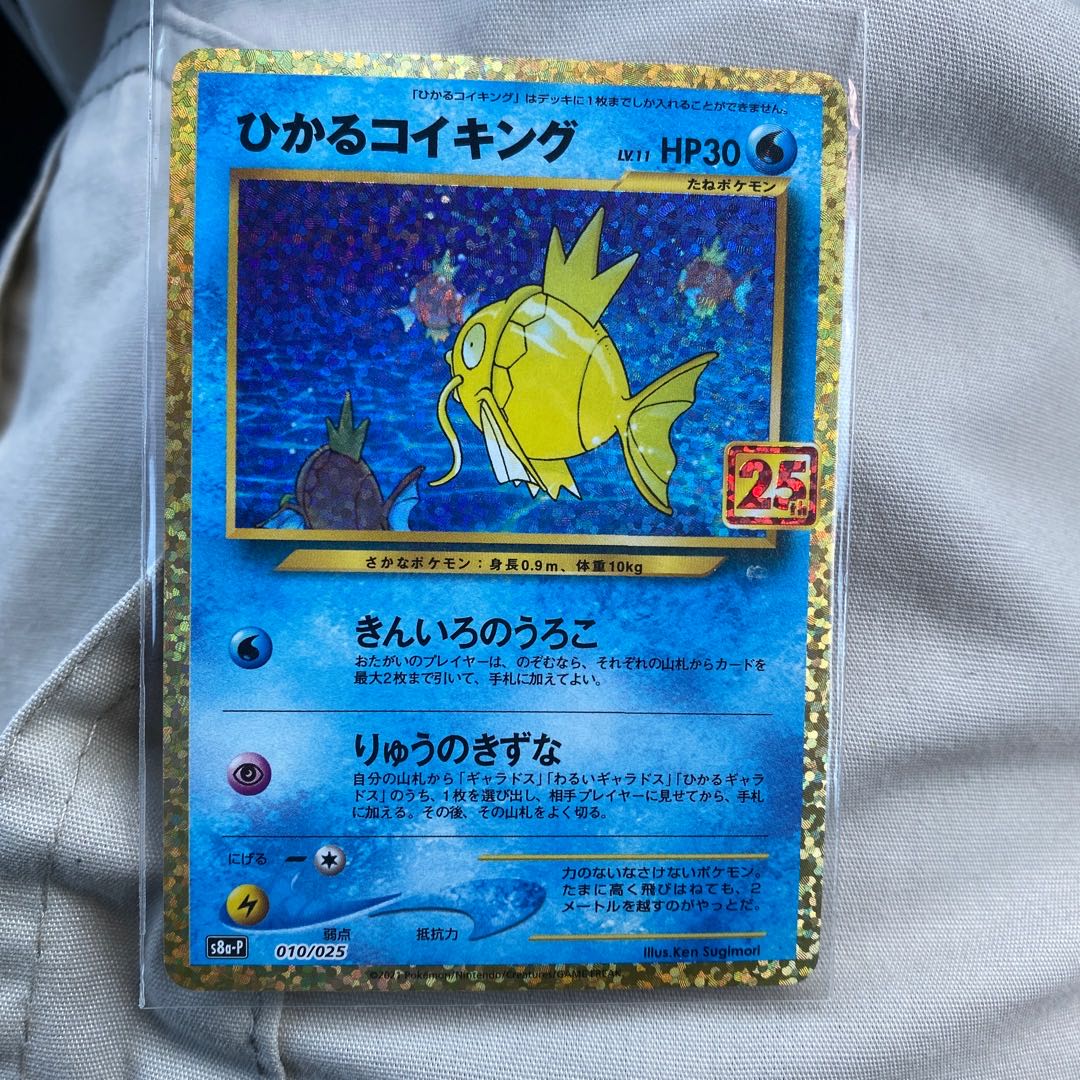 「ひかるコイキング」はデッキに1枚までしか入れることができません。
ひかるコイキング LV.11 HP30
たねポケモン
25th
さかなポケモン：身長0.9m、体重10kg
きんいろのうろこ
おたがいのプレイヤーは、のぞむなら、それぞれの山札からカードを
最大2枚まで引いて、手札に加えてよい。
りゅうのきずな
自分の山札から「ギャラドス」「わるいギャラドス」「ひかるギャラ
ドス」のうち、1枚を選び出し、相手プレイヤーに見せてから、手札
に加える。その後、その山札をよく切る。
にげる
弱点 抵抗力
力のないなさけないポケモン。
たまに高く飛びはねても、2
メートルを越すのがやっとだ。
s8a-P 010/025
Illus.Ken Sugimori
©2021 Pokémon/Nintendo/Creatures/GAME FREAK